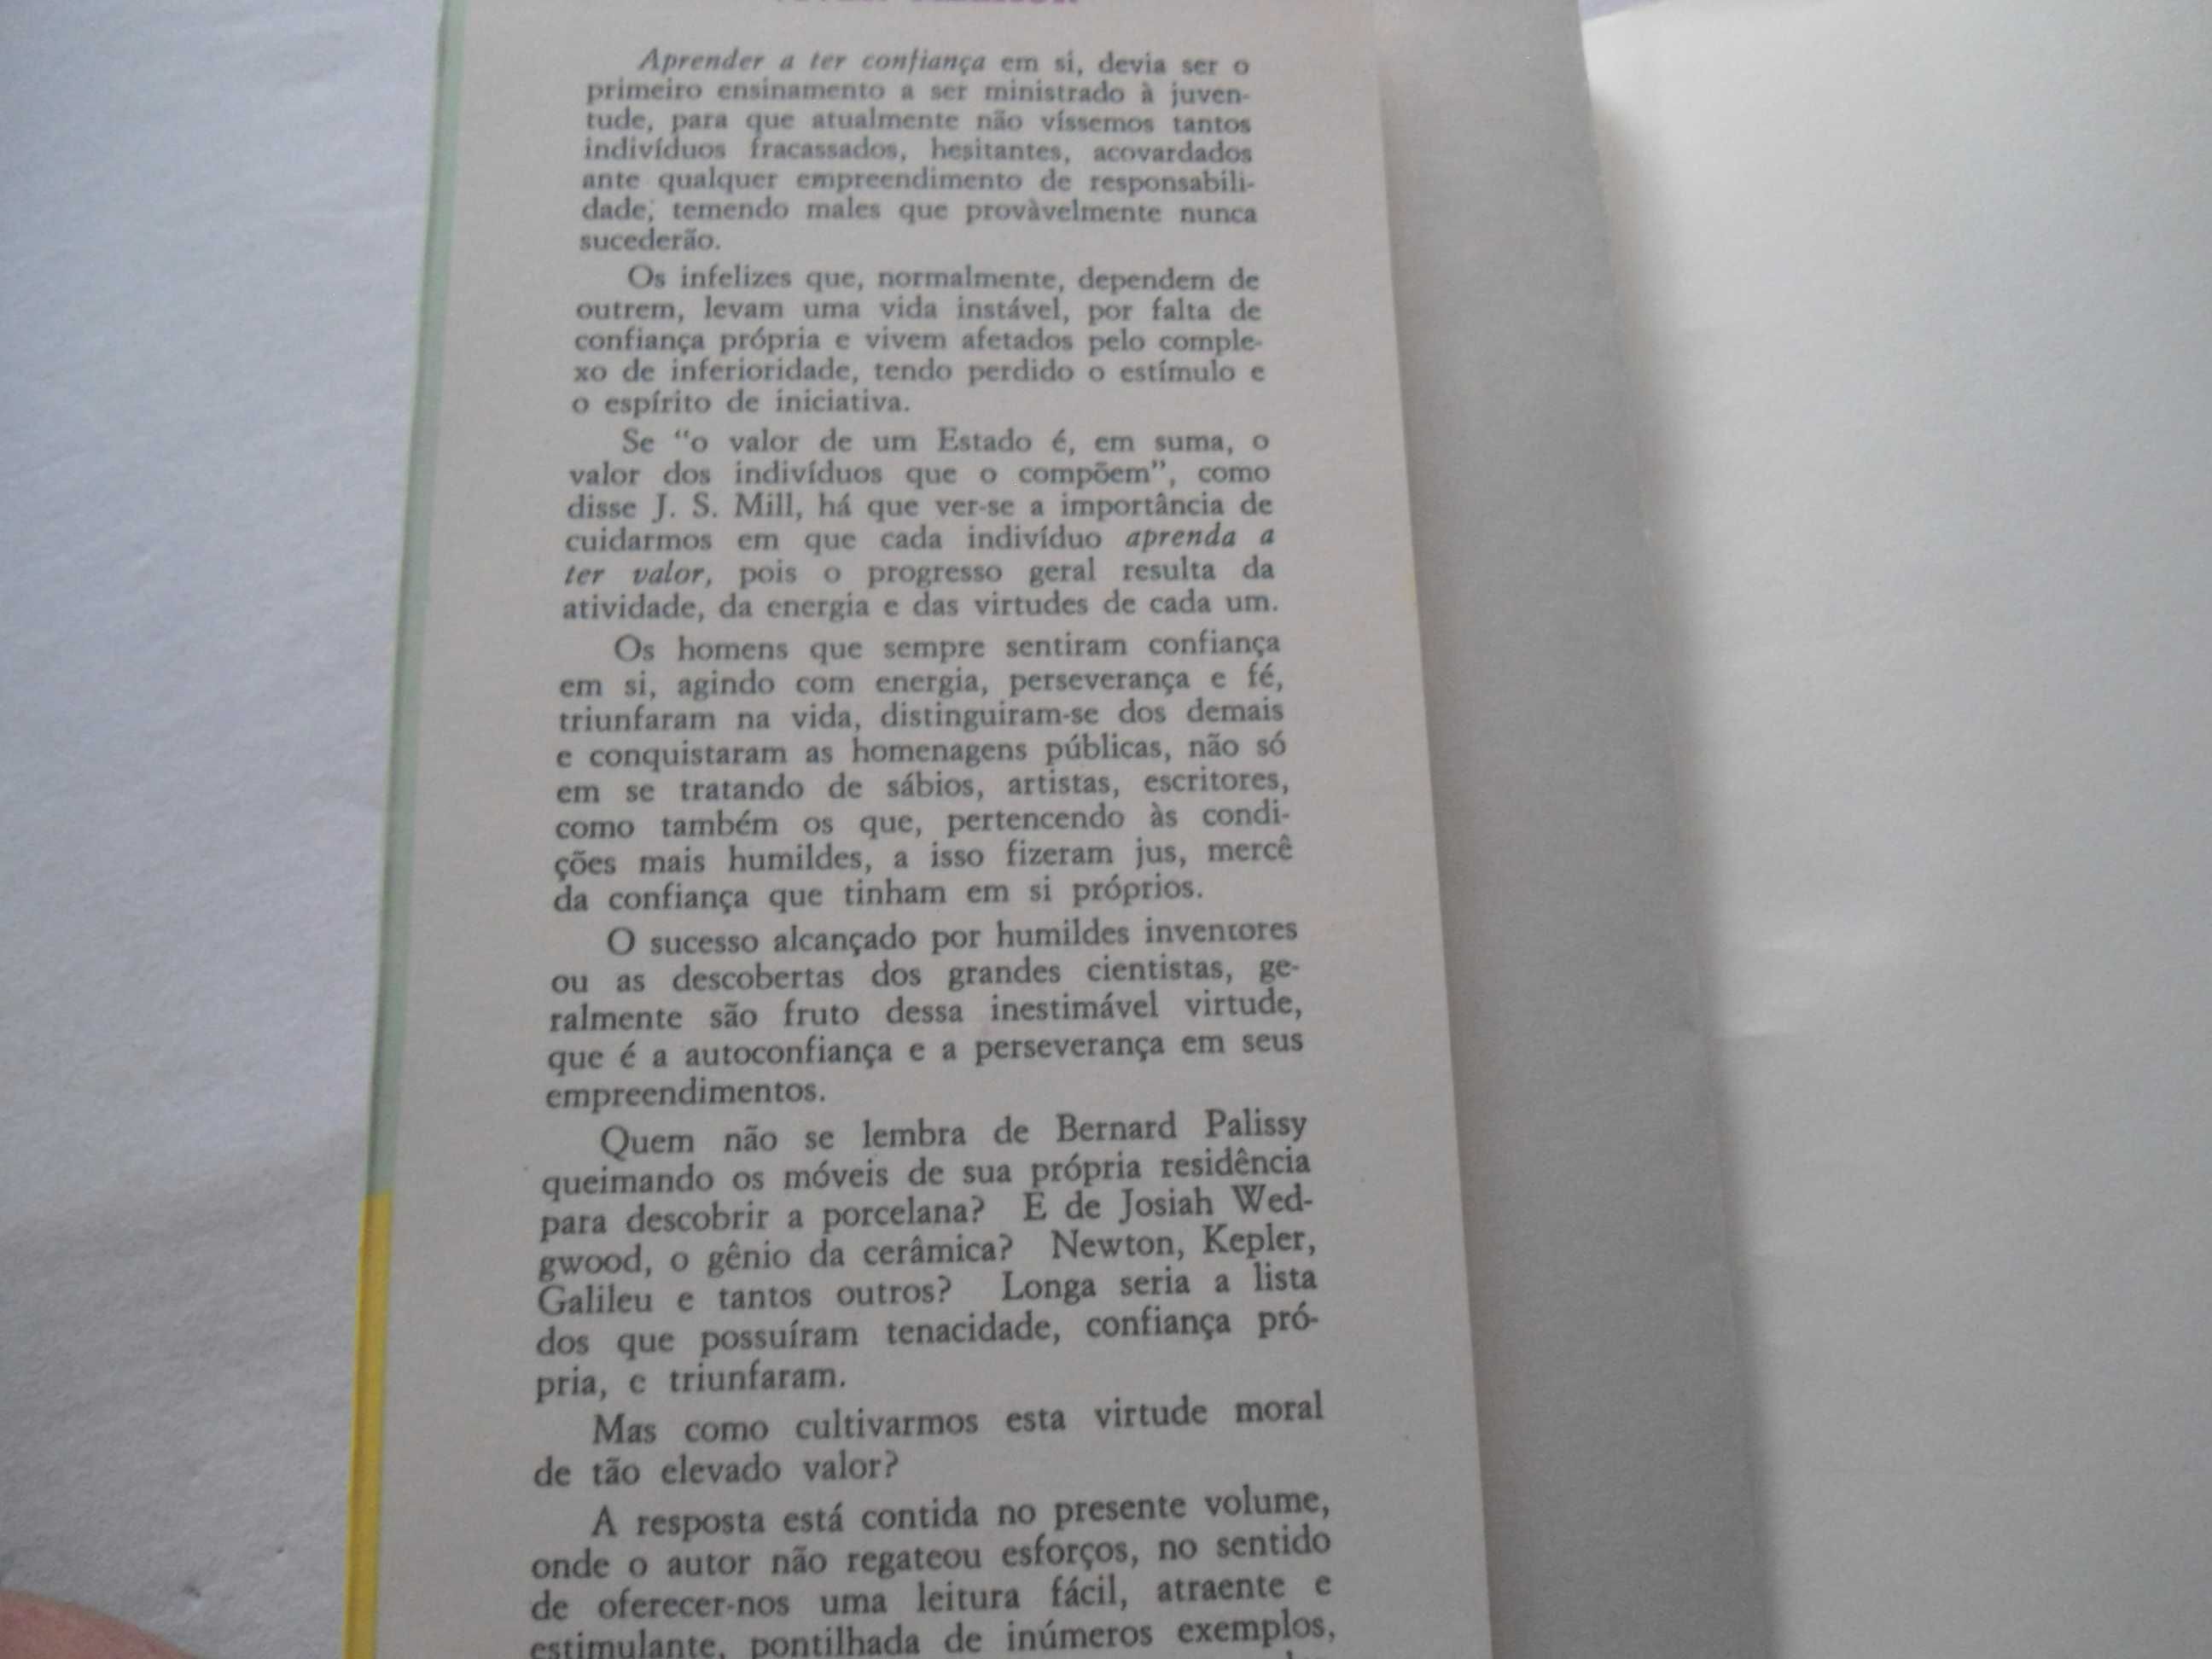 Aprender a ter confiança em si, devia ser o
primeiro ensinamento a ser ministrado à juven-
tude, para que atualmente não víssemos tantos
indivíduos fracassados, hesitantes, acovardados
ante qualquer empreendimento de responsabili-
dade, temendo males que provàvelmente nunca
sucederão.
Os infelizes que, normalmente, dependem de
outrem, levam uma vida instável, por falta de
confiança própria e vivem afetados pelo comple-
xo de inferioridade, tendo perdido o estímulo e
o espírito de iniciativa.
Se “o valor de um Estado é, em suma, o
valor dos indivíduos que o compõem”, como
disse J. S. Mill, há que ver-se a importância de
cuidarmos em que cada indivíduo aprenda a
ter valor, pois o progresso geral resulta da
atividade, da energia e das virtudes de cada um.
Os homens que sempre sentiram confiança
em si, agindo com energia, perseverança e fé,
triunfaram na vida, distinguiram-se dos demais
e conquistaram as homenagens públicas, não só
em se tratando de sábios, artistas, escritores,
como também os que, pertencendo às condi-
ções mais humildes, a isso fizeram jus, mercê
da confiança que tinham em si próprios.
O sucesso alcançado por humildes inventores
ou as descobertas dos grandes cientistas, ge-
ralmente são fruto dessa inestimável virtude,
que é a autoconfiança e a perseverança em seus
empreendimentos.
Quem não se lembra de Bernard Palissy
queimando os móveis de sua própria residência
para descobrir a porcelana? E de Josiah Wed-
gwood, o gênio da cerâmica? Newton, Kepler,
Galileu e tantos outros? Longa seria a lista
dos que possuíram tenacidade, confiança pró-
pria, e triunfaram.
Mas como cultivarmos esta virtude moral
de tão elevado valor?
A resposta está contida no presente volume,
onde o autor não regateou esforços, no sentido
de oferecer-nos uma leitura fácil, atraente e
estimulante, pontilhada de inúmeros exemplos,